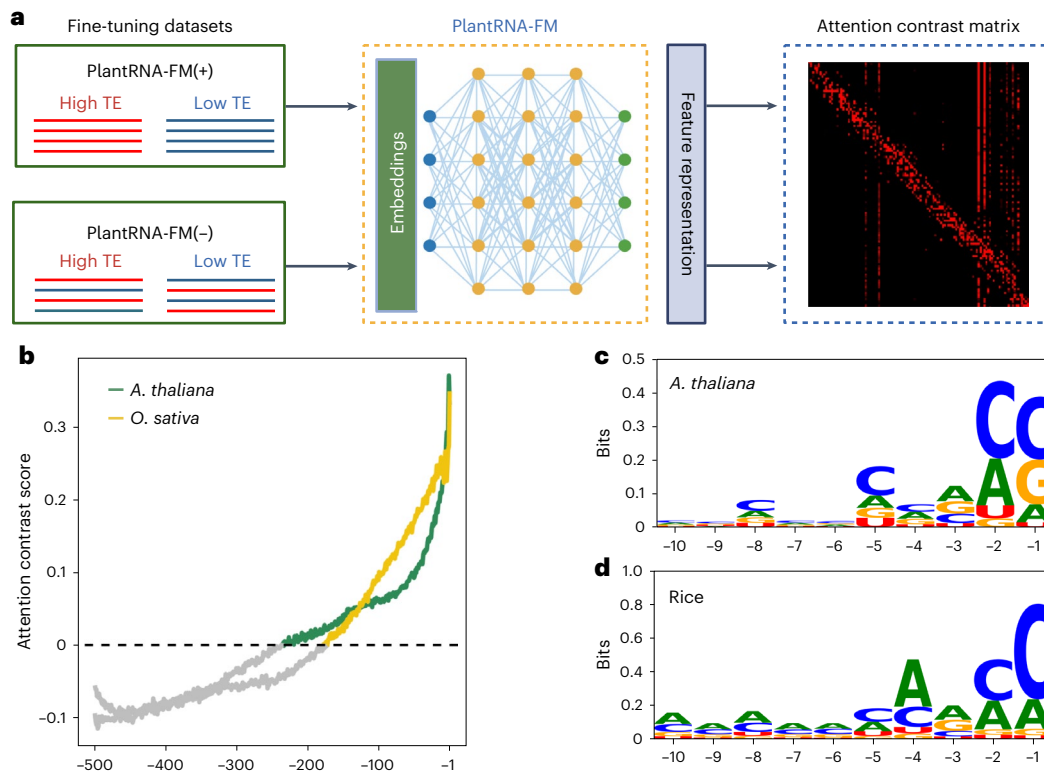 a
Fine-tuning datasets
PlantRNA-FM
Attention contrast matrix
PlantRNA-FM(+)
High TE Low TE
PlantRNA-FM(–)
High TE Low TE
Embeddings
Feature representation
b
A. thaliana
O. sativa
Attention contrast score
0.3
0.2
0.1
0
–0.1
–500 –400 –300 –200 –100 –1
c
A. thaliana
Bits
0.5
0.4
0.3
0.2
0.1
0
–10 –9 –8 –7 –6 –5 –4 –3 –2 –1
d
Rice
Bits
1.0
0.8
0.6
0.4
0.2
0
–10 –9 –8 –7 –6 –5 –4 –3 –2 –1